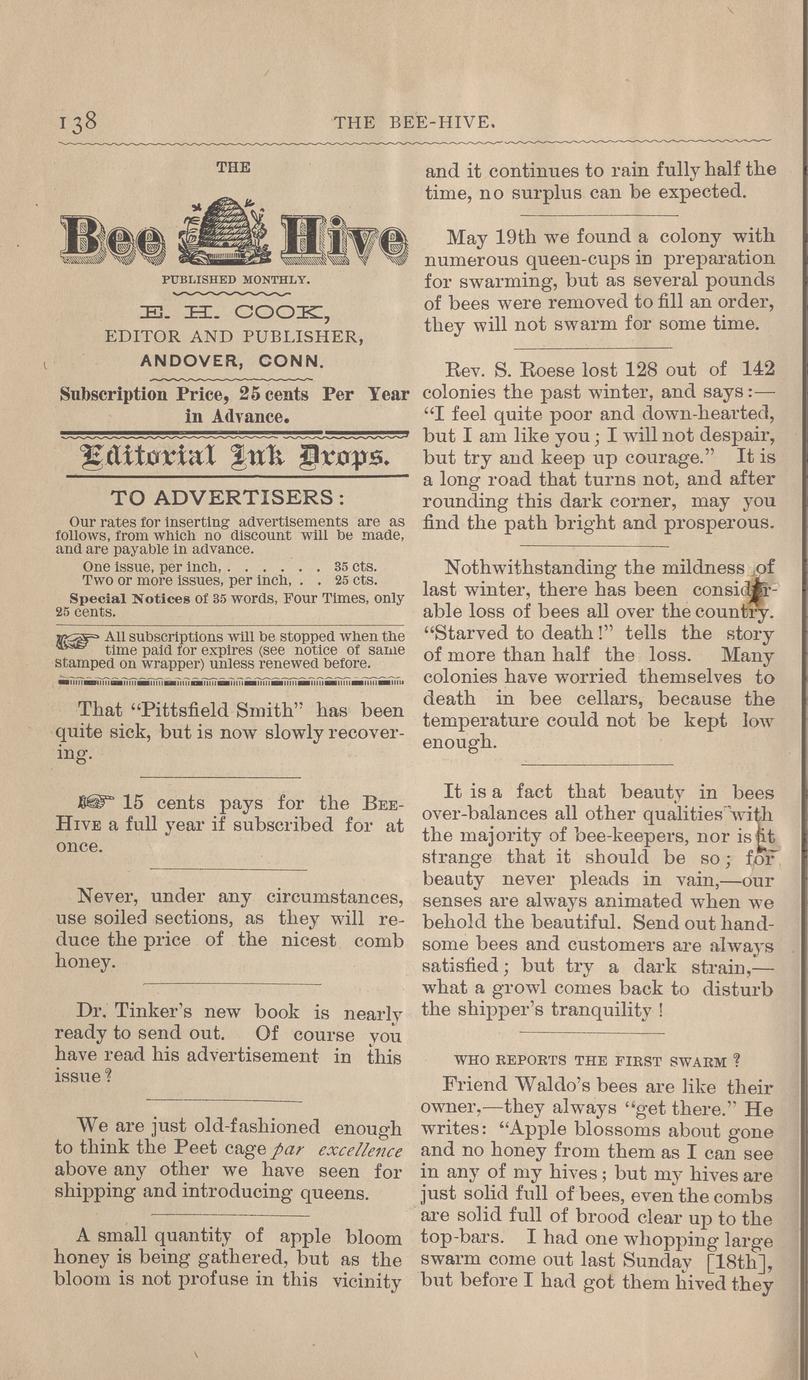 138
THE BEE-HIVE.
THE
Bee Hive
PUBLISHED MONTHLY.
E. H. COOK,
EDITOR AND PUBLISHER,
ANDOVER, CONN.
Subscription Price, 25 cents Per Year
in Advance.
Editorial Ink Drops.
TO ADVERTISERS:
Our rates for inserting advertisements are as
follows, from which no discount will be made,
and are payable in advance.
One issue, per inch, . . . . . . 35 cts.
Two or more issues, per inch, . . 25 cts.
Special Notices of 35 words, Four Times, only
25 cents.
☞ All subscriptions will be stopped when the
time paid for expires (see notice of same
stamped on wrapper) unless renewed before.
That “Pittsfield Smith” has been
quite sick, but is now slowly recover-
ing.
☞ 15 cents pays for the BEE-
HIVE a full year if subscribed for at
once.
Never, under any circumstances,
use soiled sections, as they will re-
duce the price of the nicest comb
honey.
Dr. Tinker’s new book is nearly
ready to send out. Of course you
have read his advertisement in this
issue?
We are just old-fashioned enough
to think the Peet cage par excellence
above any other we have seen for
shipping and introducing queens.
A small quantity of apple bloom
honey is being gathered, but as the
bloom is not profuse in this vicinity
and it continues to rain fully half the
time, no surplus can be expected.
May 19th we found a colony with
numerous queen-cups in preparation
for swarming, but as several pounds
of bees were removed to fill an order,
they will not swarm for some time.
Rev. S. Roese lost 128 out of 142
colonies the past winter, and says:—
“I feel quite poor and down-hearted,
but I am like you; I will not despair,
but try and keep up courage.” It is
a long road that turns not, and after
rounding this dark corner, may you
find the path bright and prosperous.
Nothwithstanding the mildness of
last winter, there has been consider-
able loss of bees all over the country.
“Starved to death!” tells the story
of more than half the loss. Many
colonies have worried themselves to
death in bee cellars, because the
temperature could not be kept low
enough.
It is a fact that beauty in bees
over-balances all other qualities with
the majority of bee-keepers, nor is it
strange that it should be so; for
beauty never pleads in vain,—our
senses are always animated when we
behold the beautiful. Send out hand-
some bees and customers are always
satisfied; but try a dark strain,—
what a growl comes back to disturb
the shipper’s tranquility!
WHO REPORTS THE FIRST SWARM?
Friend Waldo’s bees are like their
owner,—they always “get there.” He
writes: “Apple blossoms about gone
and no honey from them as I can see
in any of my hives; but my hives are
just solid full of bees, even the combs
are solid full of brood clear up to the
top-bars. I had one whopping large
swarm come out last Sunday [18th],
but before I had got them hived they